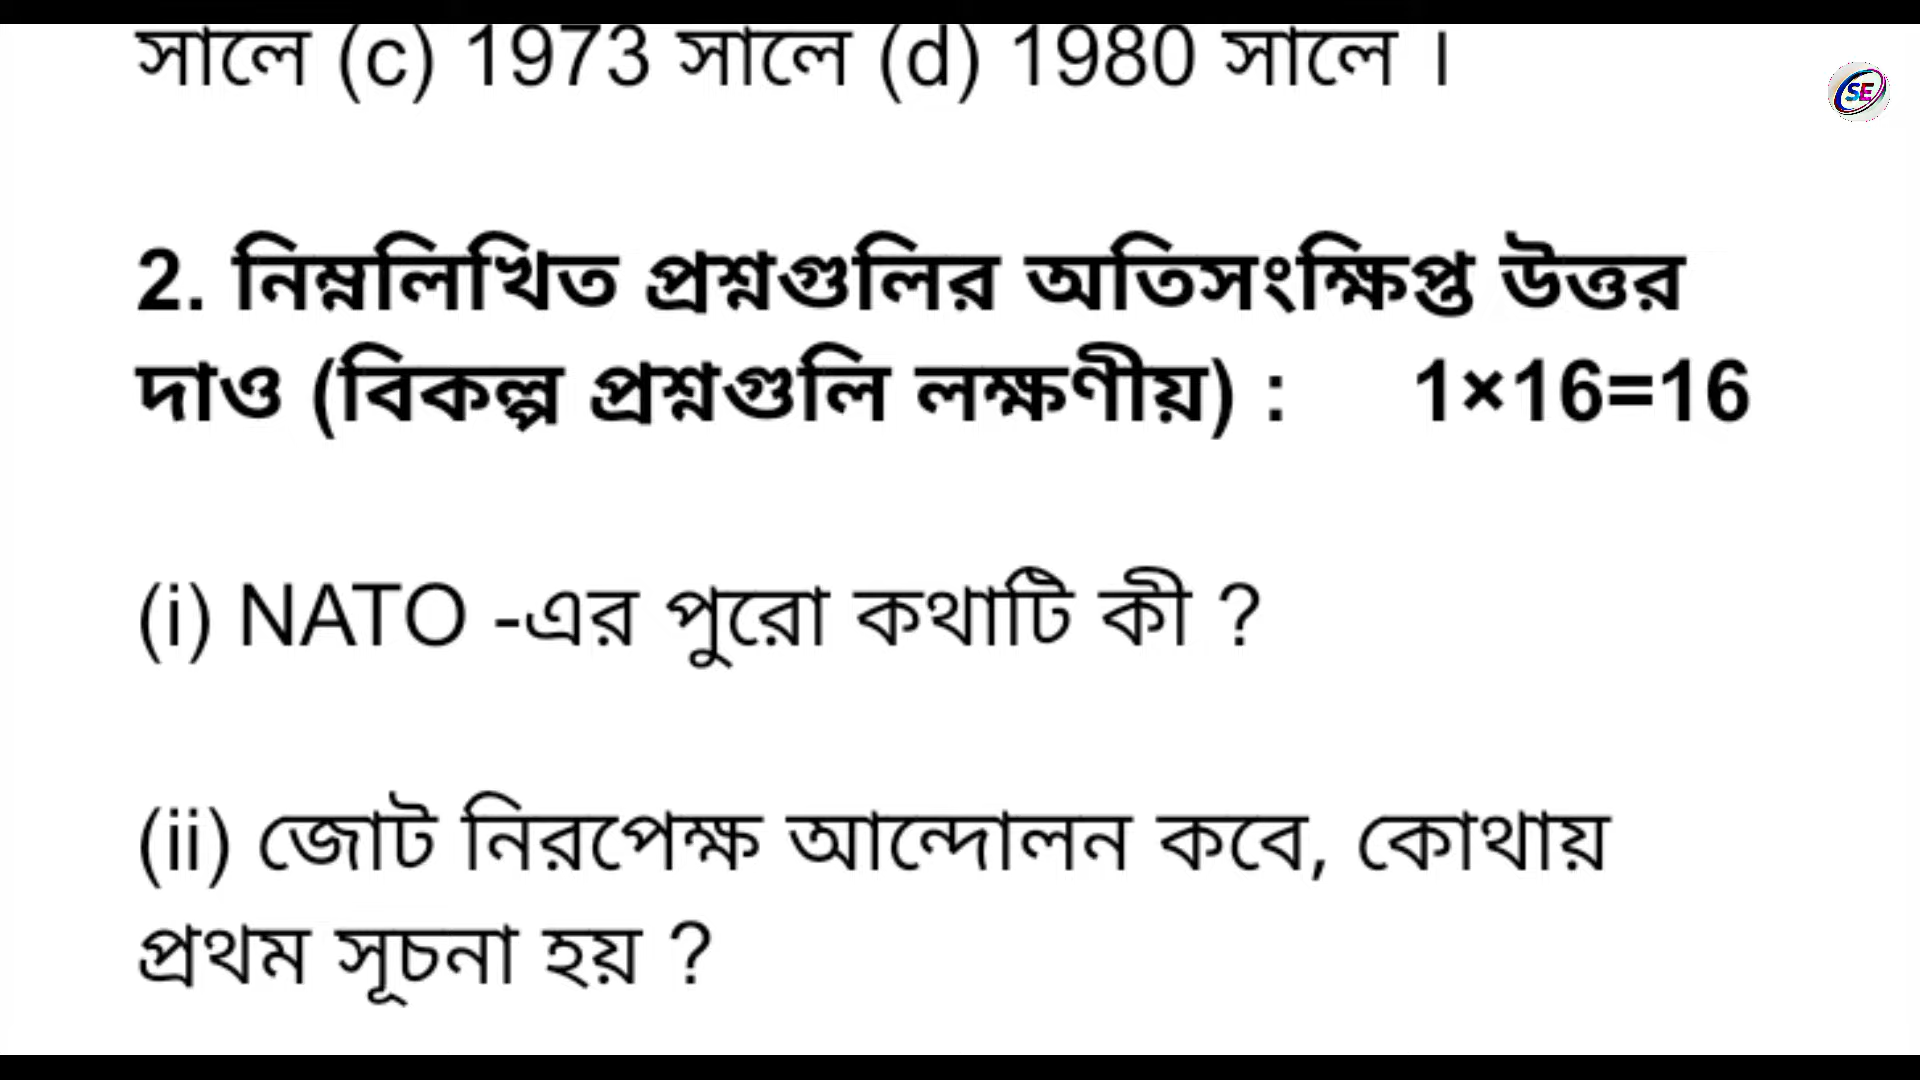 সালে (c) 1973 সালে (d) 1980 সালে ।
SE
2. নিম্নলিখিত প্রশ্নগুলির অতিসংক্ষিপ্ত উত্তর
দাও (বিকল্প প্রশ্নগুলি লক্ষণীয়) : 1×16=16
(i) NATO -এর পুরো কথাটি কী ?
(ii) জোট নিরপেক্ষ আন্দোলন কবে, কোথায়
প্রথম সূচনা হয় ?